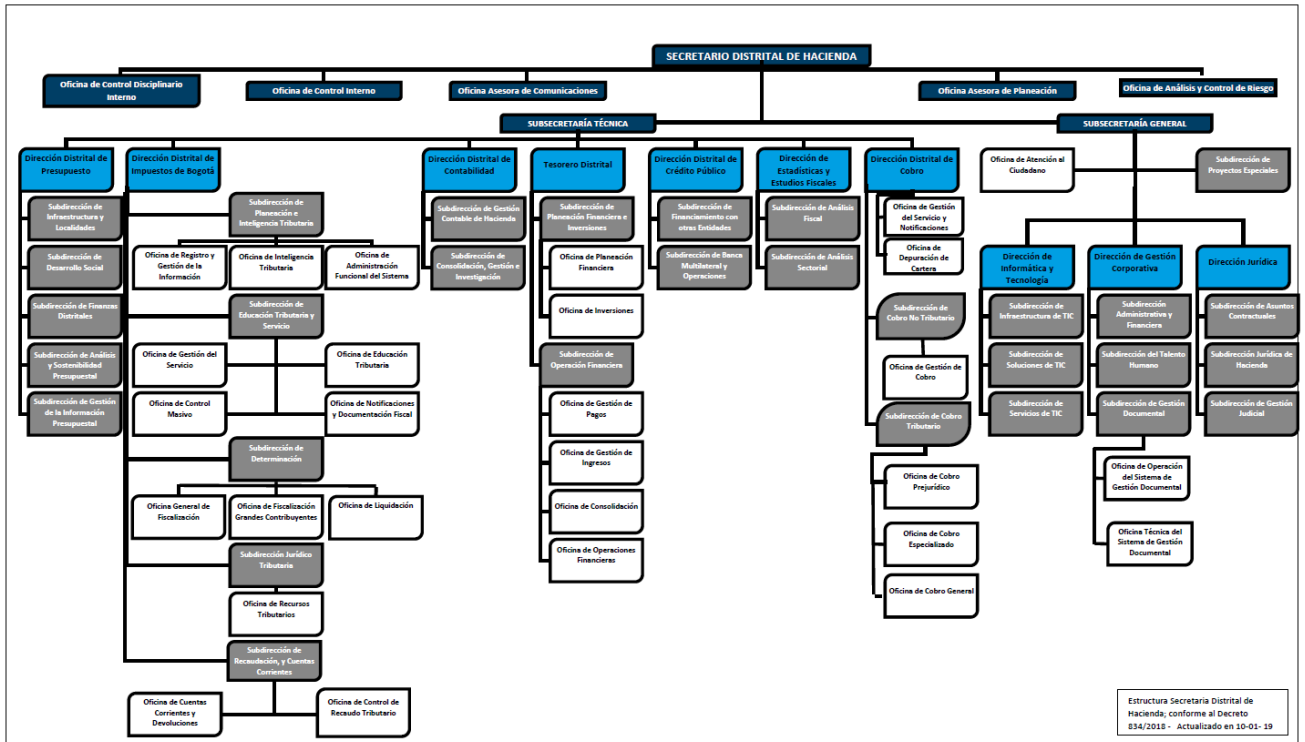 SECRETARIO DISTRITAL DE HACIENDA
Oficina de Control Disciplinario
Interno
Oficina de Control Interno
Oficina Asesora de Comunicaciones
Oficina Asesora de Planeación
Oficina de Análisis y Control de Riesgo
SUBSECRETARÍA TÉCNICA
SUBSECRETARÍA GENERAL
Dirección Distrital de
Presupuesto
Subdirección de
Infraestructura y
Localidades
Subdirección de
Desarrollo Social
Subdirección de Finanzas
Distritales
Subdirección de Análisis
y Sostenibilidad
Presupuestal
Subdirección de Gestión
de la Información
Presupuestal
Dirección Distrital de
Impuestos de Bogotá
Subdirección de
Planeación e
Inteligencia Tributaria
Oficina de Registro y
Gestión de la
Información
Oficina de Inteligencia
Tributaria
Oficina de
Administración
Funcional del Sistema
Subdirección de
Educación Tributaria y
Servicio
Oficina de Gestión del
Servicio
Oficina de Educación
Tributaria
Oficina de Control
Masivo
Oficina de Notificaciones
y Documentación Fiscal
Subdirección de
Determinación
Oficina General de
Fiscalización
Oficina de Fiscalización
Grandes Contribuyentes
Oficina de Liquidación
Subdirección Jurídico
Tributaria
Oficina de Recursos
Tributarios
Subdirección de
Recaudación, y Cuentas
Corrientes
Oficina de Cuentas
Corrientes y
Devoluciones
Oficina de Control de
Recaudo Tributario
Dirección Distrital de
Contabilidad
Subdirección de Gestión
Contable de Hacienda
Subdirección de
Consolidación, Gestión e
Investigación
Tesorero Distrital
Subdirección de
Planeación Financiera e
Inversiones
Oficina de Planeación
Financiera
Oficina de Inversiones
Subdirección de
Operación Financiera
Oficina de Gestión de
Pagos
Oficina de Gestión de
Ingresos
Oficina de Consolidación
Oficina de Operaciones
Financieras
Dirección Distrital de
Crédito Público
Subdirección de
Financiamiento con
otras Entidades
Subdirección de Banca
Multilateral y
Operaciones
Dirección de
Estadísticas y
Estudios Fiscales
Subdirección de Análisis
Fiscal
Subdirección de Análisis
Sectorial
Dirección Distrital de
Cobro
Oficina de Gestión
del Servicio y
Notificaciones
Oficina de
Depuración de
Cartera
Subdirección de
Cobro No Tributario
Oficina de Gestión de
Cobro
Subdirección de Cobro
Tributario
Oficina de Cobro
Prejurídico
Oficina de Cobro
Especializado
Oficina de Cobro General
Oficina de Atención al
Ciudadano
Subdirección de
Proyectos Especiales
Dirección de
Informática y
Tecnología
Subdirección de
Infraestructura de TIC
Subdirección de
Soluciones de TIC
Subdirección de
Servicios de TIC
Dirección de Gestión
Corporativa
Subdirección
Administrativa y
Financiera
Subdirección del Talento
Humano
Subdirección de Gestión
Documental
Oficina de Operación
del Sistema de
Gestión Documental
Oficina Técnica del
Sistema de Gestión
Documental
Dirección Jurídica
Subdirección de Asuntos
Contractuales
Subdirección Jurídica de
Hacienda
Subdirección de Gestión
Judicial
Estructura Secretaria Distrital de
Hacienda; conforme al Decreto
834/2018 - Actualizado en 10-01- 19